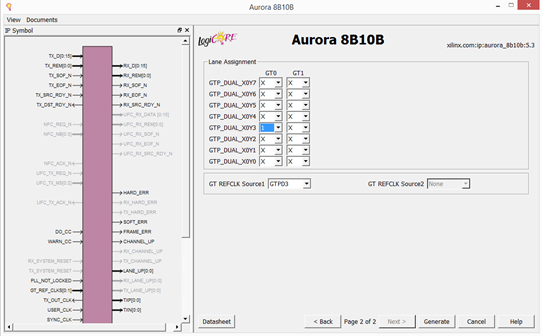 Aurora 8B10B
View Documents
IP Symbol
TX_D[0:15]
TX_REM[0:0]
TX_SOF_N
TX_EOF_N
TX_SRC_RDY_N
TX_DST_RDY_N
NFC_REQ_N
NFC_NB[0:3]
NFC_ACK_N
UFC_TX_REQ_N
UFC_TX_MS[0:2]
UFC_TX_ACK_N
DO_CC
WARN_CC
RX_SYSTEM_RESET
TX_SYSTEM_RESET
PLL_NOT_LOCKED
GT_REF_CLKS[0:1]
TX_OUT_CLK
USER_CLK
SYNC_CLK
RX_D[0:15]
RX_REM[0:0]
RX_SOF_N
RX_EOF_N
RX_SRC_RDY_N
UFC_RX_DATA [0:15]
UFC_RX_REM[0:0]
UFC_RX_SOF_N
UFC_RX_EOF_N
UFC_RX_SRC_RDY_N
HARD_ERR
RX_HARD_ERR
TX_HARD_ERR
SOFT_ERR
FRAME_ERR
CHANNEL_UP
RX_CHANNEL_UP
TX_CHANNEL_UP
LANE_UP[0:0]
RX_LANE_UP[0:0]
TX_LANE_UP[0:0]
TXP[0:0]
TXN[0:0]
LogiCORE
Aurora 8B10B
xilinx.com:ip:aurora_8b10b:5.3
Lane Assignment
GT0 GT1
GTP_DUAL_X0Y7 X X
GTP_DUAL_X0Y6 X X
GTP_DUAL_X0Y5 X X
GTP_DUAL_X0Y4 X X
GTP_DUAL_X0Y3 1 X
GTP_DUAL_X0Y2 X X
GTP_DUAL_X0Y1 X X
GTP_DUAL_X0Y0 X X
GT REFCLK Source1 GTPD3 GT REFCLK Source2 None
Datasheet < Back Page 2 of 2 Next > Generate Cancel Help